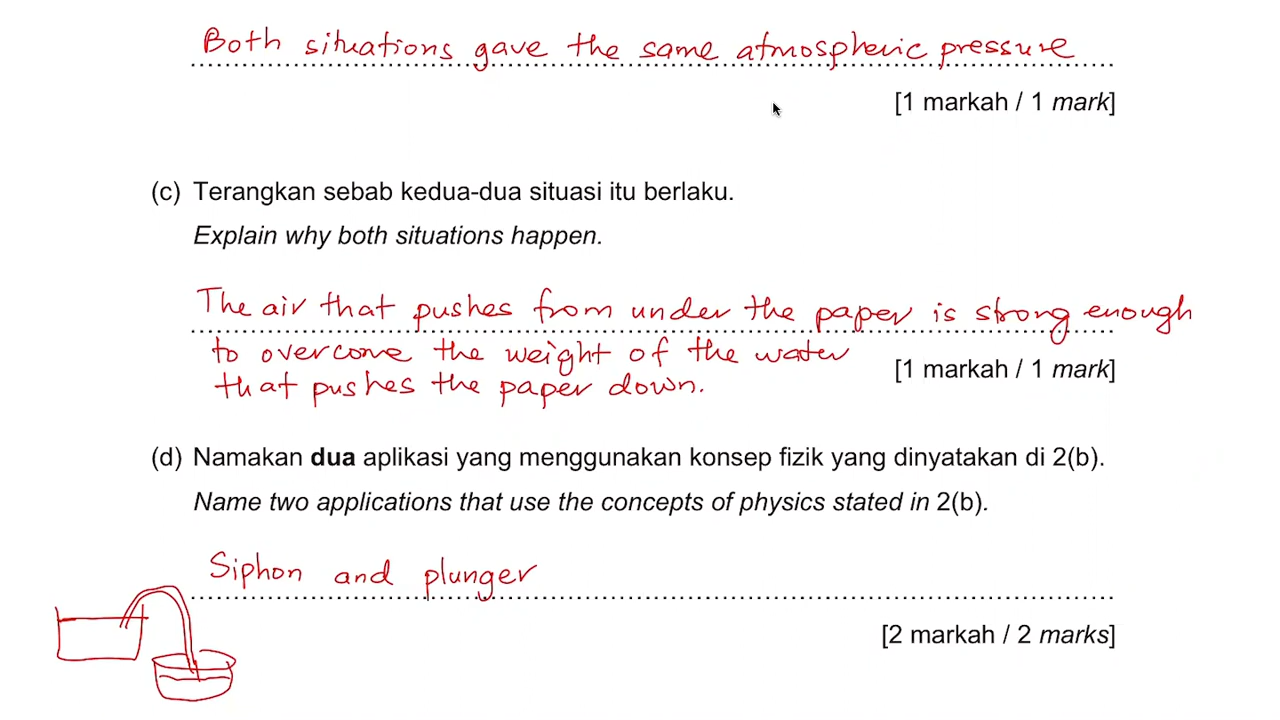 Both situations gave the same atmospheric pressure
[1 markah / 1 mark]
(c) Terangkan sebab kedua-dua situasi itu berlaku.
Explain why both situations happen.
The air that pushes from under the paper is strong enough
to overcome the weight of the water
[1 markah / 1 mark]
that pushes the paper down.
(d) Namakan dua aplikasi yang menggunakan konsep fizik yang dinyatakan di 2(b).
Name two applications that use the concepts of physics stated in 2(b).
Siphon and plunger
[2 markah / 2 marks]